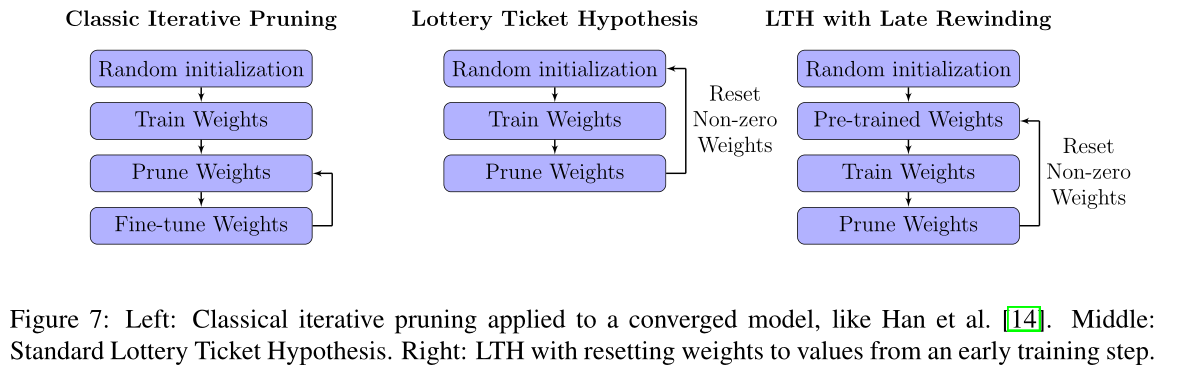 Classic Iterative Pruning
Random initialization
Train Weights
Prune Weights
Fine-tune Weights
Lottery Ticket Hypothesis
Random initialization
Train Weights
Prune Weights
Reset
Non-zero
Weights
LTH with Late Rewinding
Random initialization
Pre-trained Weights
Train Weights
Prune Weights
Reset
Non-zero
Weights
Figure 7: Left: Classical iterative pruning applied to a converged model, like Han et al. [14]. Middle:
Standard Lottery Ticket Hypothesis. Right: LTH with resetting weights to values from an early training step.